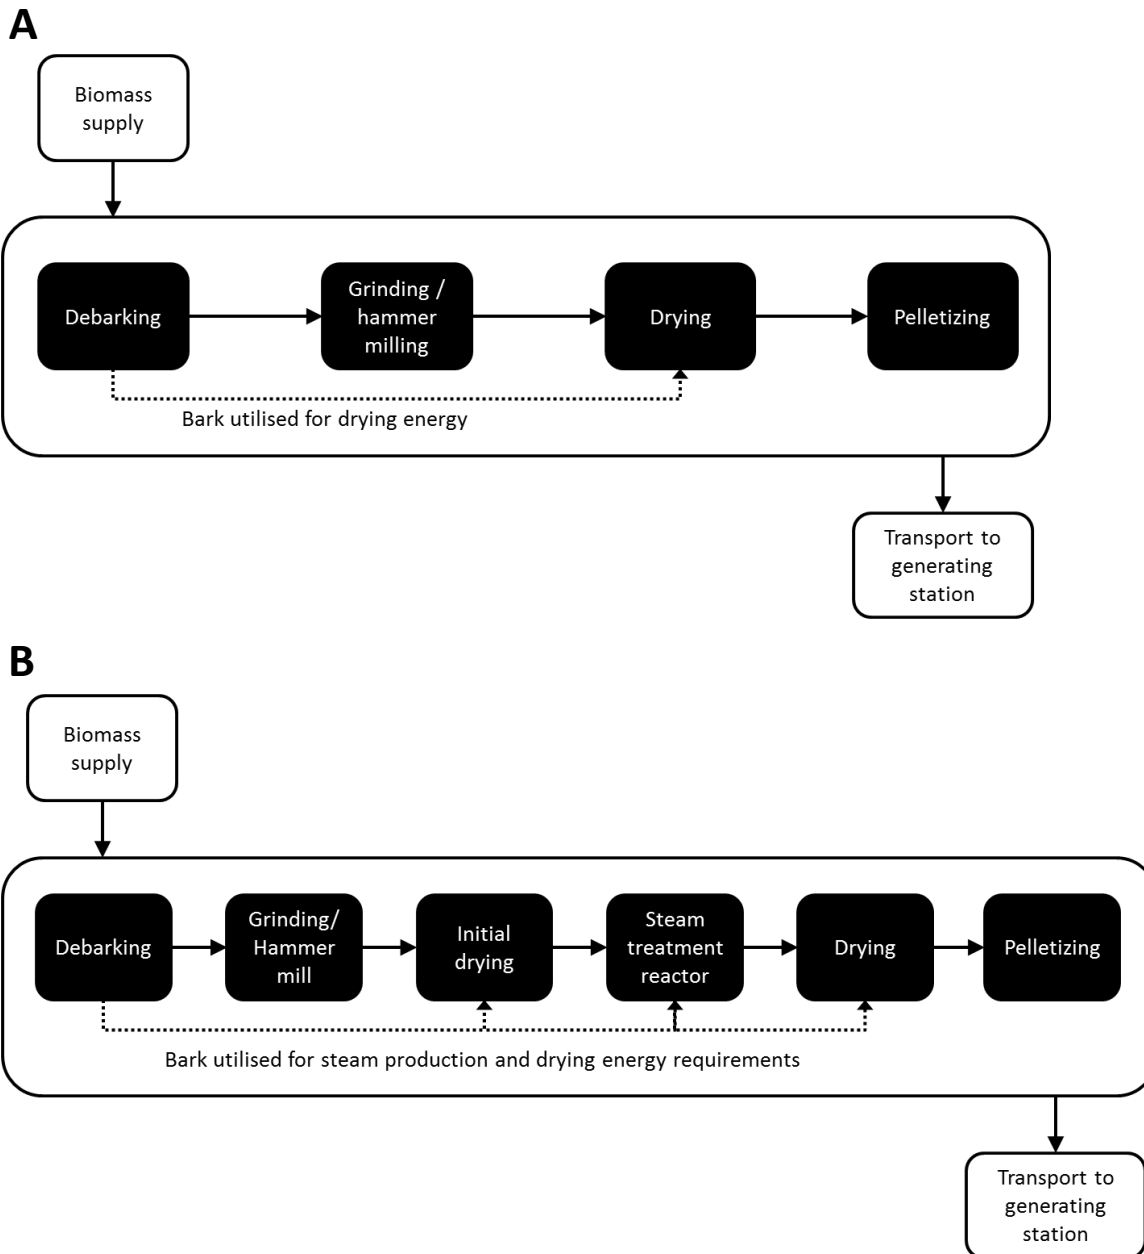 A
Biomass
supply
Debarking
Grinding /
hammer
milling
Drying
Pelletizing
Bark utilised for drying energy
Transport to
generating
station
B
Biomass
supply
Debarking
Grinding/
Hammer
mill
Initial
drying
Steam
treatment
reactor
Drying
Pelletizing
Bark utilised for steam production and drying energy requirements
Transport to
generating
station